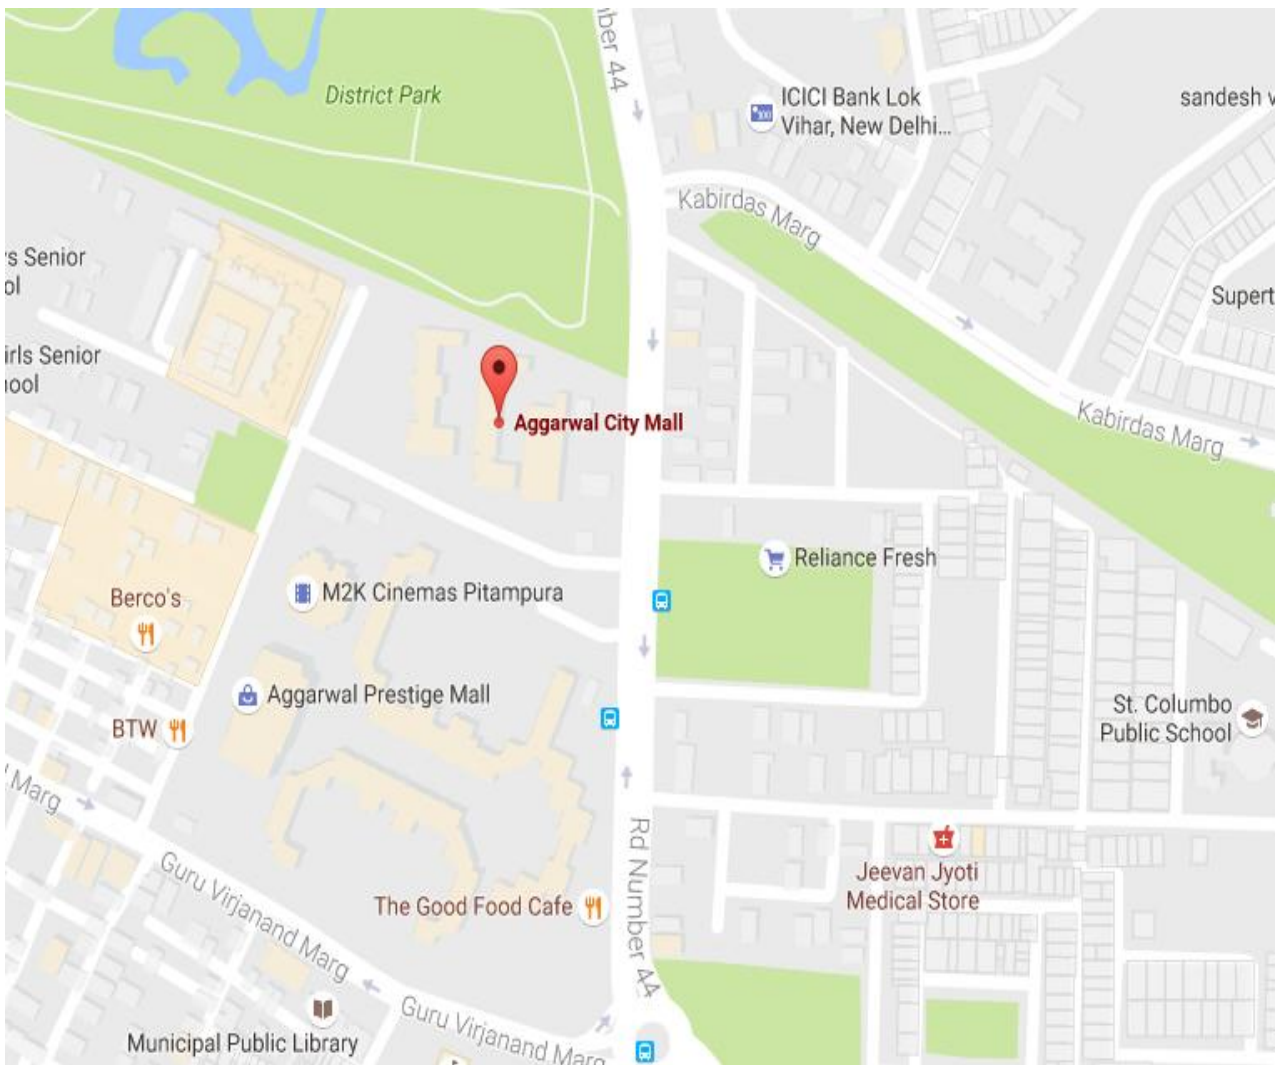 mber 44
District Park
ICICI Bank Lok
Vihar, New Delhi...
sandesh v
Kabirdas Marg
rs Senior
ol
Supert
irls Senior
hool
Aggarwal City Mall
Kabirdas Marg
Reliance Fresh
M2K Cinemas Pitampura
Berco's
Aggarwal Prestige Mall
BTW
St. Columbo
Public School
Marg
Rd Number 44
Guru Virjanand Marg
Jeevan Jyoti
Medical Store
The Good Food Cafe
Guru Virjanand Marg
Municipal Public Library